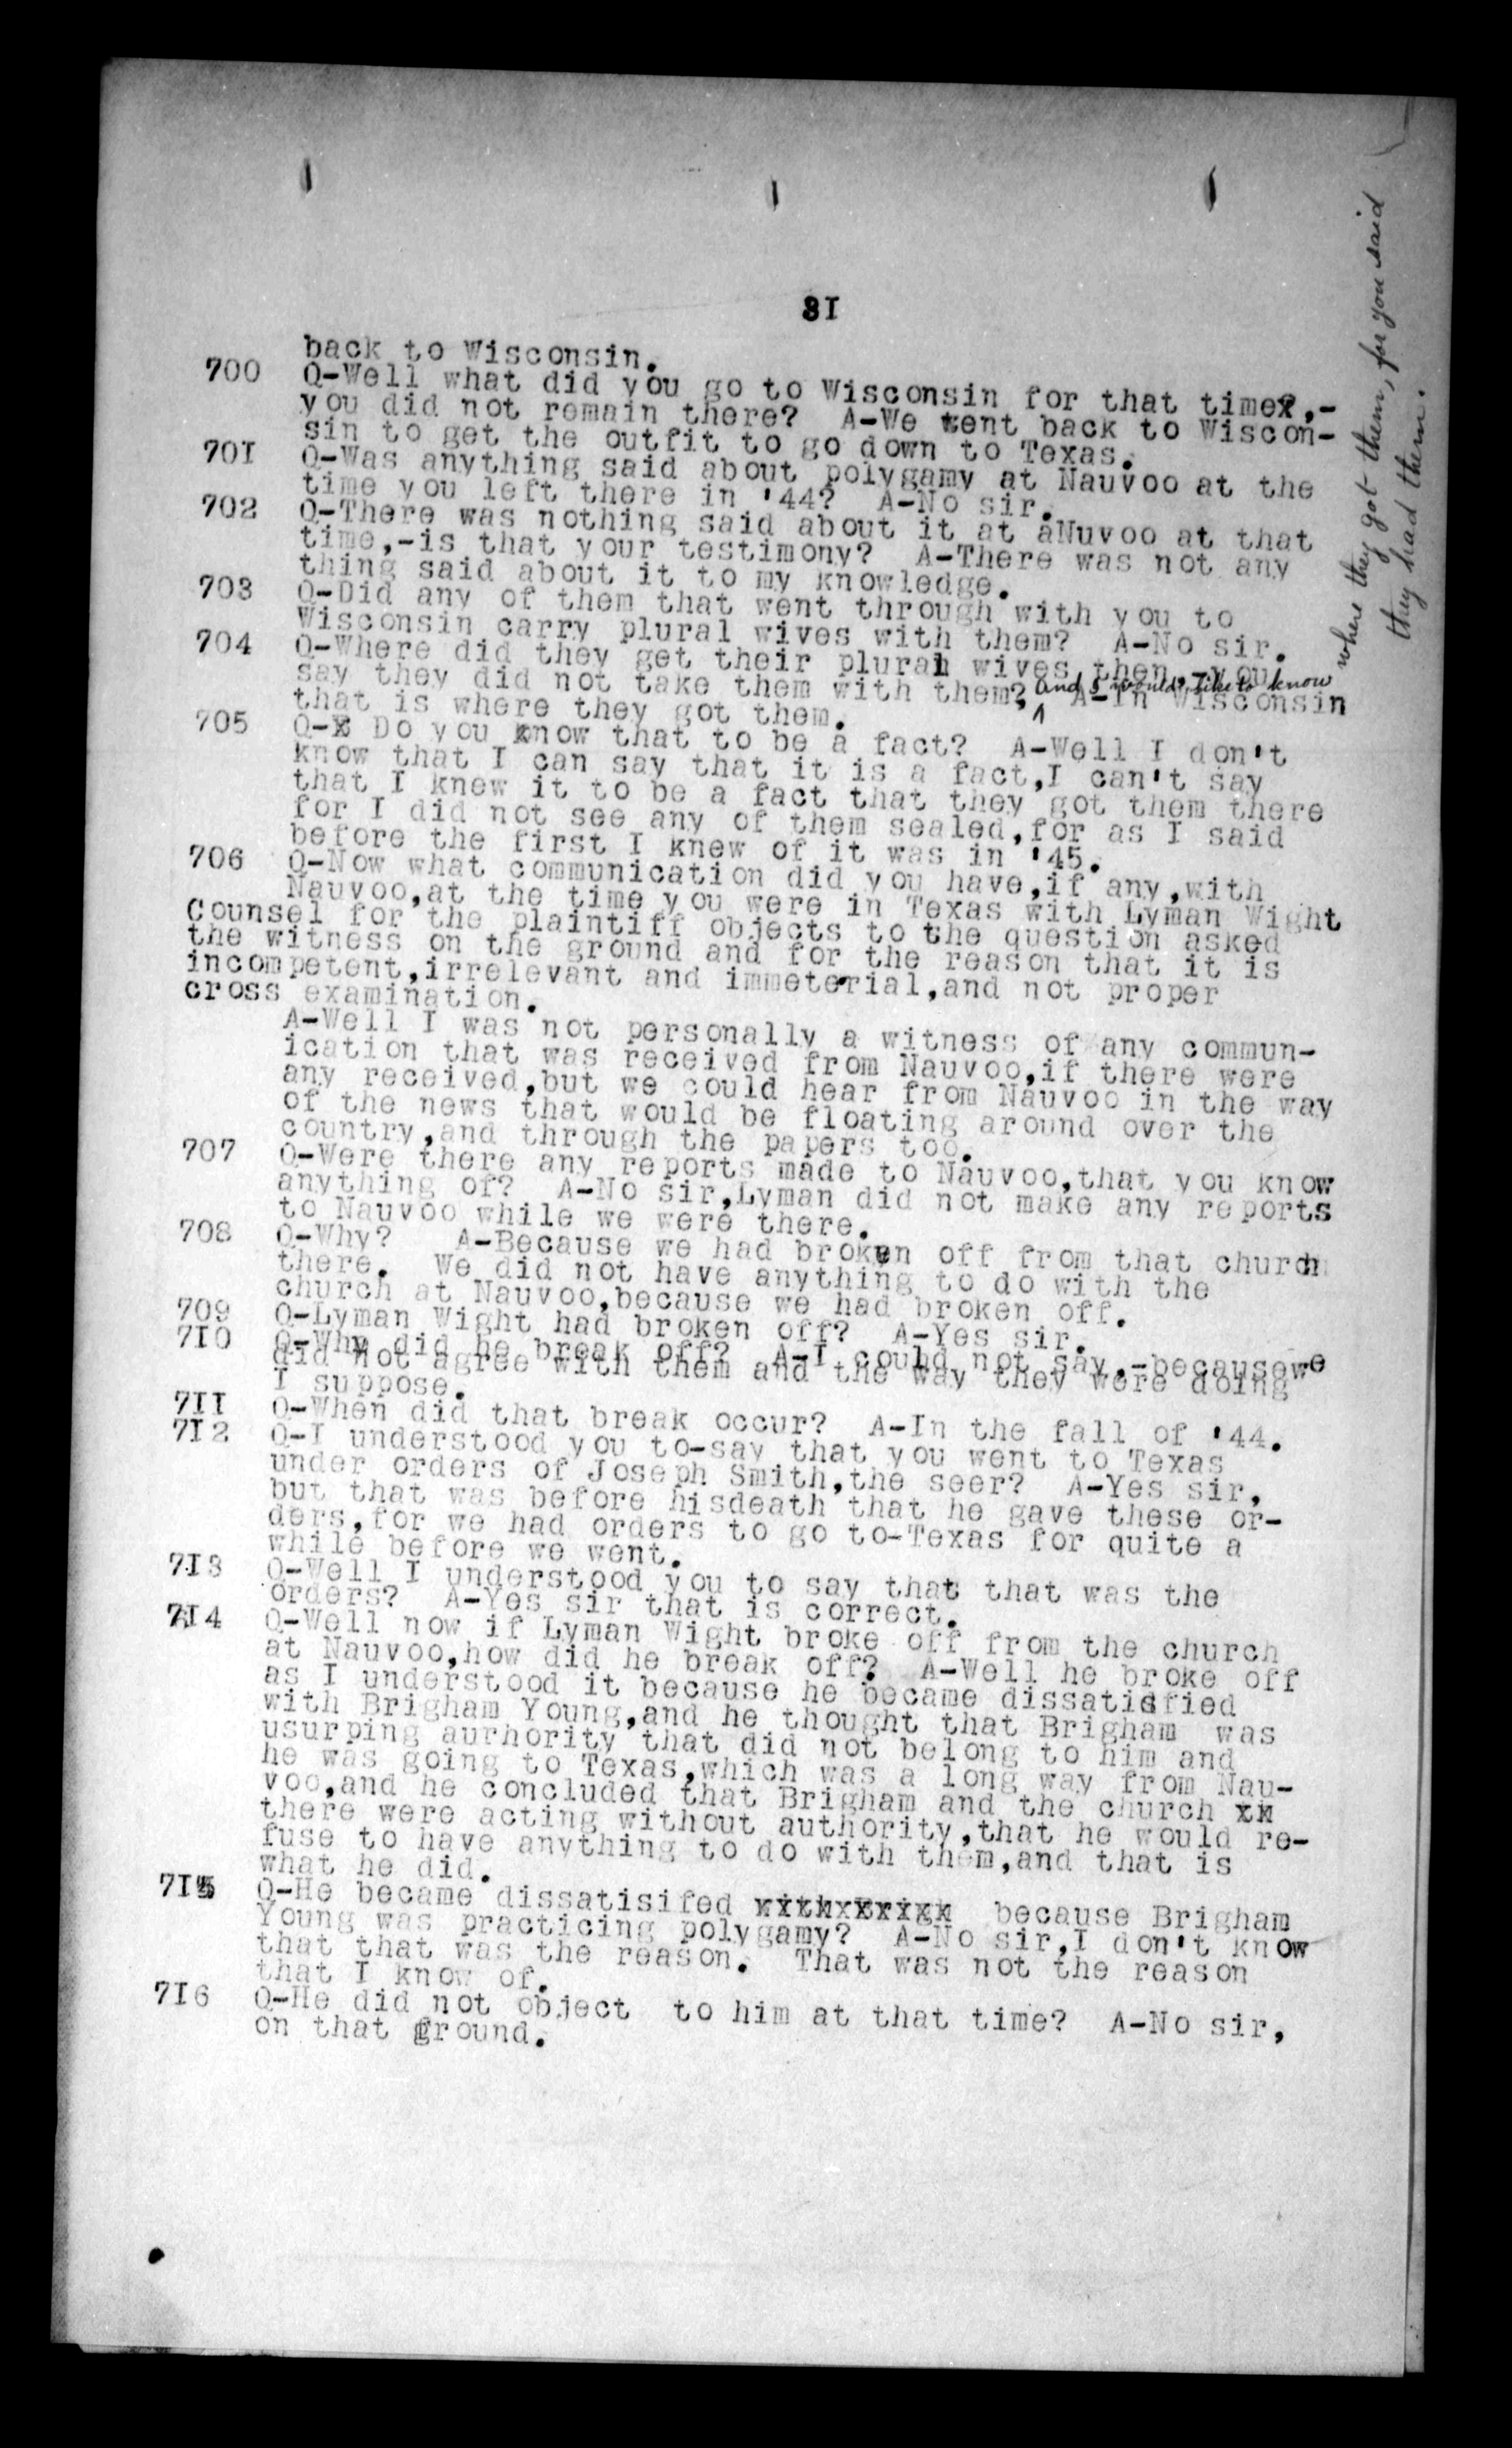 81
back to Wisconsin.
700 Q-Well what did you go to Wisconsin for that time?,-
you did not remain there? A-We went back to Wiscon-
sin to get the outfit to go down to Texas.
701 Q-Was anything said about polygamy at Nauvoo at the
time you left there in '44? A-No sir.
702 Q-There was nothing said about it at aNuvoo at that
time,-is that your testimony? A-There was not any
thing said about it to my knowledge.
703 Q-Did any of them that went through with you to
Wisconsin carry plural wives with them? A-No sir.
704 Q-Where did they get their plural wives then,-you
say they did not take them with them? and I would like to know A-In Wisconsin
where they got them, for you said
they had them.
that is where they got them.
705 Q-x Do you know that to be a fact? A-Well I don't
know that I can say that it is a fact,I can't say
that I knew it to be a fact that they got them there
for I did not see any of them sealed,for as I said
before the first I knew of it was in '45.
706 Q-Now what communication did you have,if any,with
Nauvoo,at the time you were in Texas with Lyman Wight
Counsel for the plaintiff objects to the question asked
the witness on the ground and for the reason that it is
incompetent,irrelevant and immeterial,and not proper
cross examination.
A-Well I was not personally a witness of any commun-
ication that was received from Nauvoo,if there were
any received,but we could hear from Nauvoo in the way
of the news that would be floating around over the
country,and through the papers too.
707 Q-Were there any reports made to Nauvoo,that you know
anything of? A-No sir,Lyman did not make any reports
to Nauvoo while we were there.
708 Q-Why? A-Because we had broken off from that church
there. We did not have anything to do with the
church at Nauvoo,because we had broken off.
709 Q-Lyman Wight had broken off? A-Yes sir.
710 Q-Why did he break off? A-I could not say,-becausewe
did not agree with them and the way they were doing
I suppose.
711 Q-When did that break occur? A-In the fall of '44.
712 Q-I understood you to-say that you went to Texas
under orders of Joseph Smith,the seer? A-Yes sir,
but that was before hisdeath that he gave these or-
ders,for we had orders to go to-Texas for quite a
while before we went.
713 Q-Well I understood you to say that that was the
orders? A-Yes sir that is correct.
714 Q-Well now if Lyman Wight broke off from the church
at Nauvoo,how did he break off? A-Well he broke off
as I understood it because he became dissatisfied
with Brigham Young,and he thought that Brigham was
usurping aurhority that did not belong to him and
he was going to Texas,which was a long way from Nau-
voo,and he concluded that Brigham and the church xx
there were acting without authority,that he would re-
fuse to have anything to do with them,and that is
what he did.
715 Q-He became dissatisifed because Brigham
Young was practicing polygamy? A-No sir,I don't know
that that was the reason. That was not the reason
that I know of.
716 Q-He did not object to him at that time? A-No sir,
on that ground.